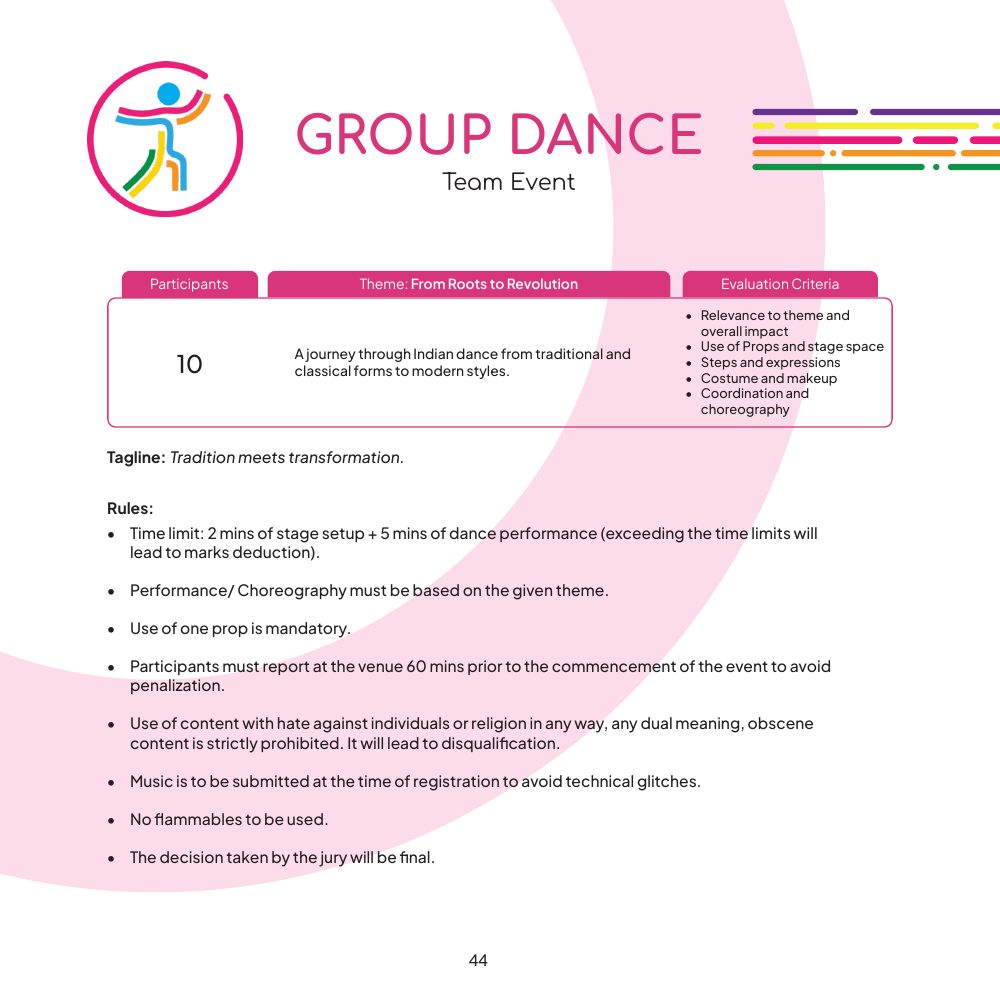 GROUP DANCE
Team Event
Participants
Theme: From Roots to Revolution
Evaluation Criteria
10
A journey through Indian dance from traditional and
classical forms to modern styles.
• Relevance to theme and
overall impact
• Use of Props and stage space
• Steps and expressions
• Costume and makeup
• Coordination and
choreography
Tagline: Tradition meets transformation.
Rules:
• Time limit: 2 mins of stage setup + 5 mins of dance performance (exceeding the time limits will
lead to marks deduction).
• Performance/ Choreography must be based on the given theme.
• Use of one prop is mandatory.
• Participants must report at the venue 60 mins prior to the commencement of the event to avoid
penalization.
• Use of content with hate against individuals or religion in any way, any dual meaning, obscene
content is strictly prohibited. It will lead to disqualification.
• Music is to be submitted at the time of registration to avoid technical glitches.
• No flammables to be used.
• The decision taken by the jury will be final.
44